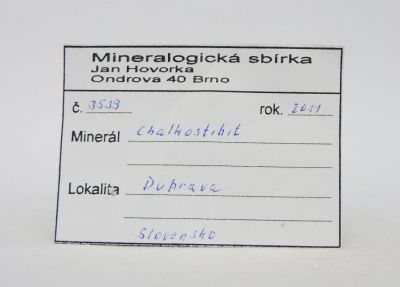 Mineralogická sbírka
Jan Hovorka
Ondrova 40 Brno
č. 3539 rok. 2011
Minerál Chalkostibit
Lokalita Dúbrava
Slovensko